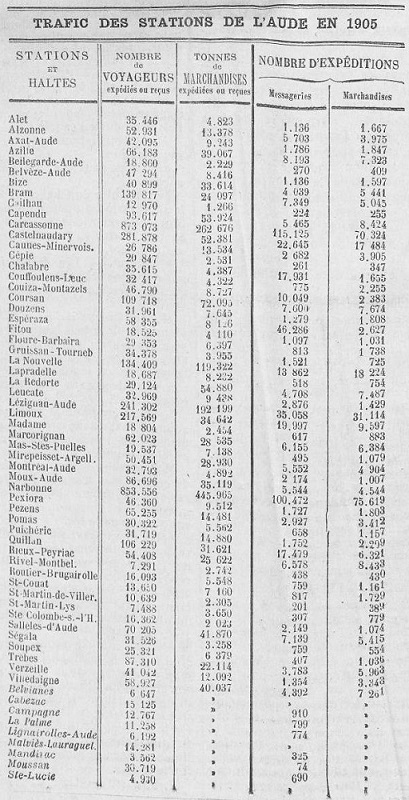 TRAFIC DES STATIONS DE L'AUDE EN 1905
STATIONS ET HALTES
NOMBRE de VOYAGEURS expédiés ou reçus
TONNES de MARCHANDISES expédiées ou reçues
NOMBRE D'EXPÉDITIONS
Messageries Marchandises
Alet 35.446 4.823 1.136 1.667
Alzonne 52.931 13.378 5 703 3.975
Axat-Aude 42.095 9.243 1.786 1.847
Azille 66.183 39.067 8.193 7.323
Bellegarde-Aude 18.860 2.229 270 409
Belvèze-Aude 47 294 8.416 1.136 1.597
Bize 40 899 33.614 4 039 5 441
Bram 139 817 24 097 7.349 5.045
Cailhau 12 970 1.266 224 255
Capendu 93.617 53.924 5 465 8.424
Carcassonne 873 073 262 676 115.125 70 324
Castelnaudary 281.878 52.381 22.645 17 484
Caunes-Minervois. 26 786 13.534 2 682 3.905
Cépie 20 847 2.531 261 347
Chalabre 35.615 4.387 17.931 1.655
Couffoulens-Leuc 32 417 4.322 775 2.255
Couiza-Montazels 46.790 8.727 10.049 2 383
Coursan 109 718 72.095 7.600 7.674
Douzens 31.961 7.645 1.279 1.808
Espéraza 58 355 8 126 46.286 2.627
Fitou 18.525 4 110 1.097 1.031
Floure-Barbaira 29 353 6.397 813 1 738
Gruissan-Tourneb 34.378 3.955 1.521 725
La Nouvelle 134.409 119.322 13 862 18 224
Lapradelle 18.687 8.232 518 754
La Redorte 29.124 54.880 4.708 7.487
Leucate 32.969 9 488 2.876 1.429
Lézignan-Aude 241.302 192 199 35.058 31.114
Limoux 217,569 34.642 19,997 9.597
Madame 18 804 2.454 617 883
Marcorignan 62.023 28 535 6.155 6.384
Mas-Stes-Puelles 19.537 7.138 495 1.079
Mirepeisset-Argell. 50.451 28.930 5.552 4 904
Montréal-Aude 32.793 4.892 2 174 1.007
Moux-Aude 86.696 35.119 5.544 4.544
Narbonne 853.556 445.965 100.472 75.619
Pexiora 46 360 9.512 1.727 1.803
Pezens 65.255 14.481 2.927 3.412
Pomas 30.322 5.562 658 1.157
Puichéric 31.719 14.880 1.752 2.299
Quillan 106 229 31.621 17.479 6.321
Rieux-Peyriac 54.408 25 622 6.578 8.433
Rivel-Montbel. 7.291 2.742 438 430
Routier-Brugairolle 16.093 5.548 759 1.161
St-Couat 13.650 7 160 817 1.729
St-Martin-de-Viller. 10.639 2.305 201 389
St-Martin-Lys 7.488 3.650 307 779
Ste Colombe-s.-l'H. 16.362 2 023 2.149 1.074
Salles-d'Aude 70 205 41.870 7.139 5.415
Ségala 31.526 3.258 554
Soupex 25.321 6 379 407 1.036
Trèbes 87.310 22.114 3.783 5.963
Verzeille 41 042 12.092 1.354 3.343
Villedaigne 58.927 40.037 4.392 7 261
Belvianes 6 647 » » »
Cabezac 15 125 » » »
Campagne 12.767 » 910 »
La Palme 11.258 » 799 »
Lignairolles-Aude 6.192 » 774 »
Malviès-Lauraguel. 14.281 » » »
Mandirac 3.562 » 325 »
Moussan 30.719 » 74 »
Ste-Lucie 4.930 » 690 »